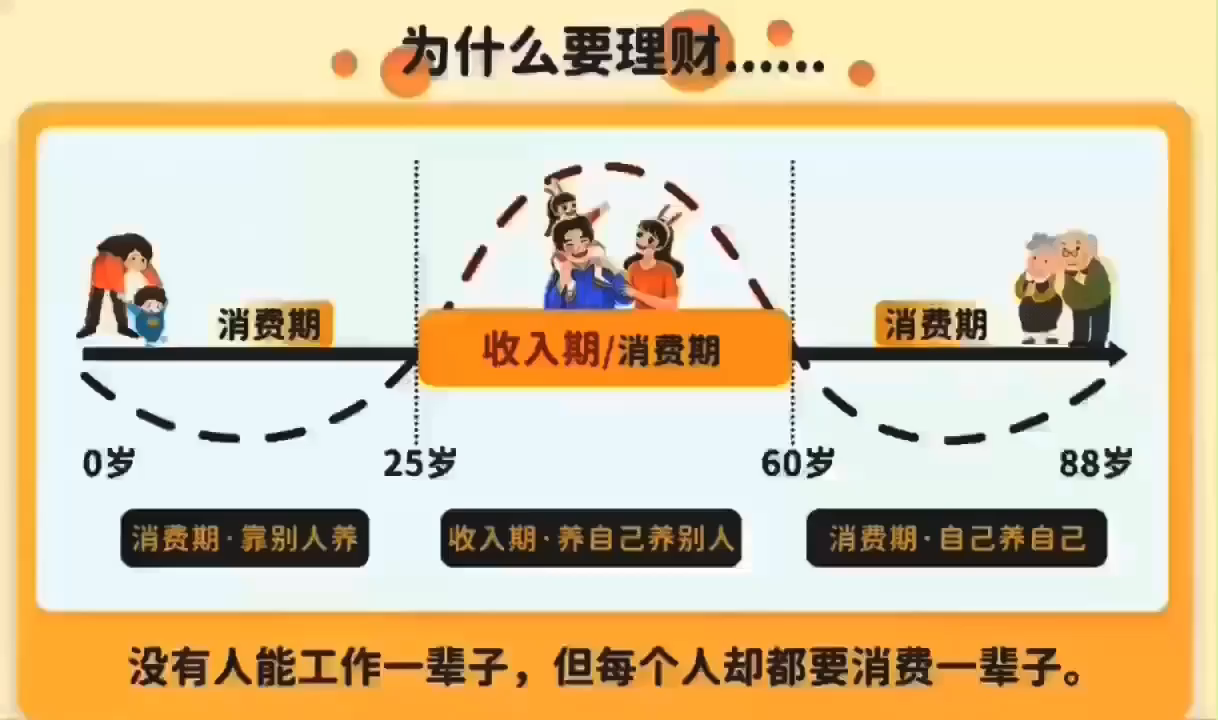 为什么要理财......
消费期
收入期/消费期
消费期
0岁
25岁
60岁
88岁
消费期·靠别人养
收入期·养自己养别人
消费期·自己养自己
没有人能工作一辈子，但每个人却都要消费一辈子。